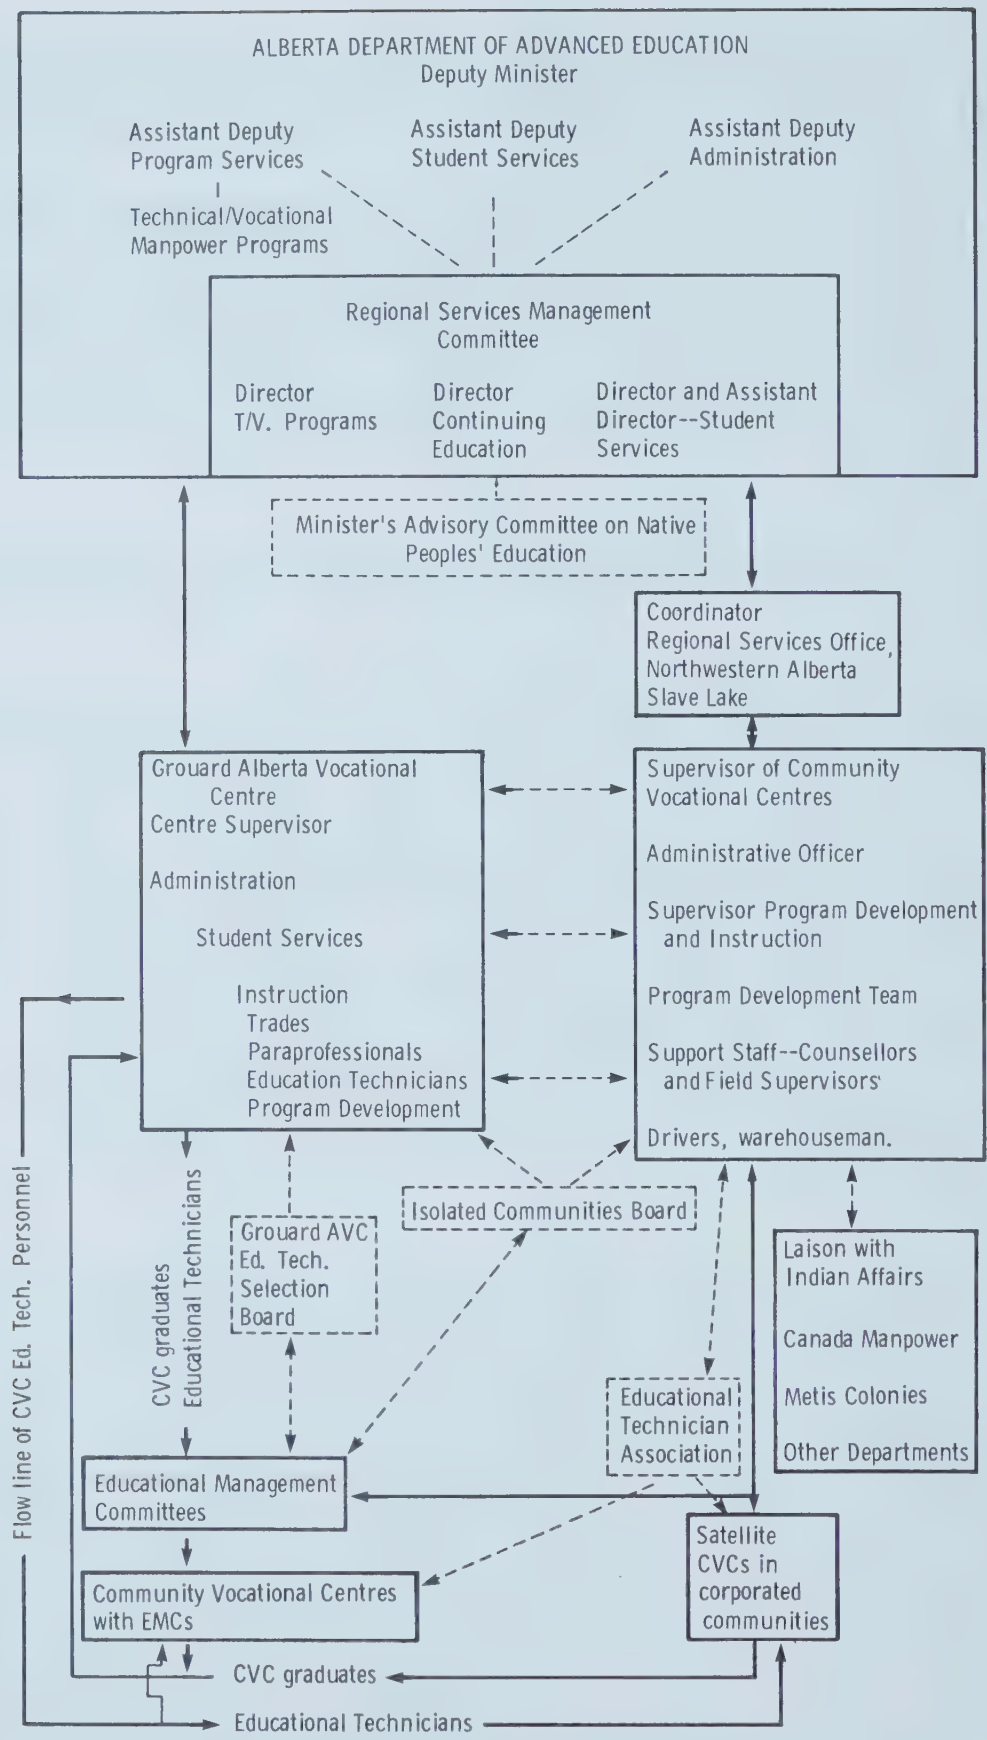 ALBERTA DEPARTMENT OF ADVANCED EDUCATION
Deputy Minister
Assistant Deputy
Program Services
Assistant Deputy
Student Services
Assistant Deputy
Administration
Technical/Vocational
Manpower Programs
Regional Services Management
Committee
Director
T/V. Programs
Director
Continuing
Education
Director and Assistant
Director--Student
Services
Minister's Advisory Committee on Native
Peoples' Education
Coordinator
Regional Services Office,
Northwestern Alberta
Slave Lake
Grouard Alberta Vocational
Centre
Centre Supervisor
Administration
Student Services
Instruction
Trades
Paraprofessionals
Education Technicians
Program Development
Supervisor of Community
Vocational Centres
Administrative Officer
Supervisor Program Development
and Instruction
Program Development Team
Support Staff--Counsellors
and Field Supervisors
Drivers, warehouseman.
Flow line of CVC Ed. Tech. Personnel
CVC graduates
Educational Technicians
Grouard AVC
Ed. Tech.
Selection
Board
Isolated Communities Board
Laison with
Indian Affairs
Canada Manpower
Metis Colonies
Other Departments
Educational
Technician
Association
Educational Management
Committees
Community Vocational Centres
with EMCs
Satellite
CVCs in
corporated
communities
CVC graduates
Educational Technicians